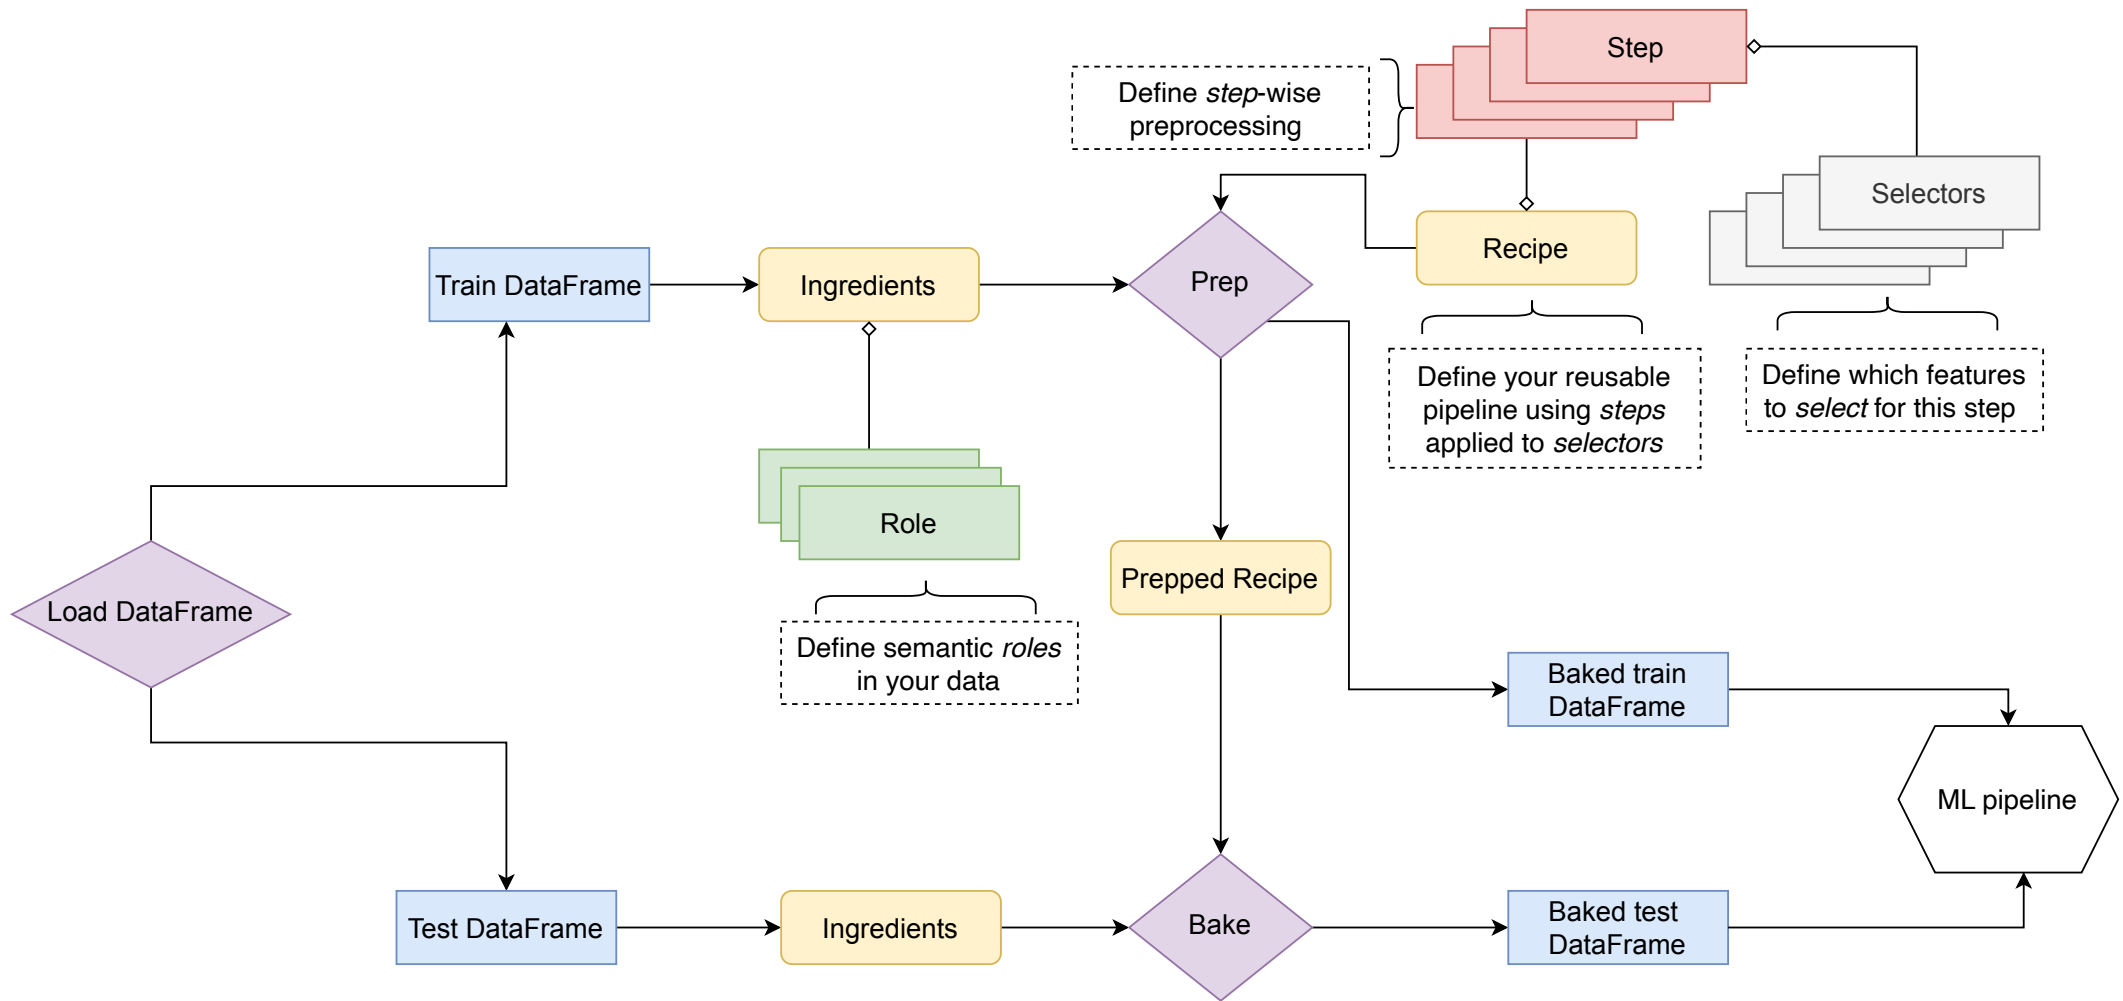 Step
Define step-wise
preprocessing
Selectors
Recipe
Train DataFrame
Ingredients
Prep
Define your reusable
pipeline using steps
applied to selectors
Define which features
to select for this step
Role
Load DataFrame
Prepped Recipe
Define semantic roles
in your data
Baked train
DataFrame
ML pipeline
Test DataFrame
Ingredients
Bake
Baked test
DataFrame